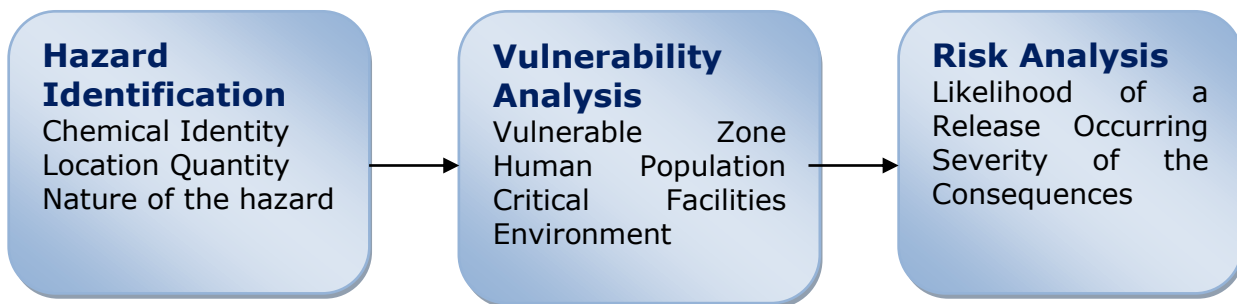 Hazard
Identification
Chemical Identity
Location Quantity
Nature of the hazard
Vulnerability
Analysis
Vulnerable Zone
Human Population
Critical Facilities
Environment
Risk Analysis
Likelihood of a
Release Occurring
Severity of the
Consequences